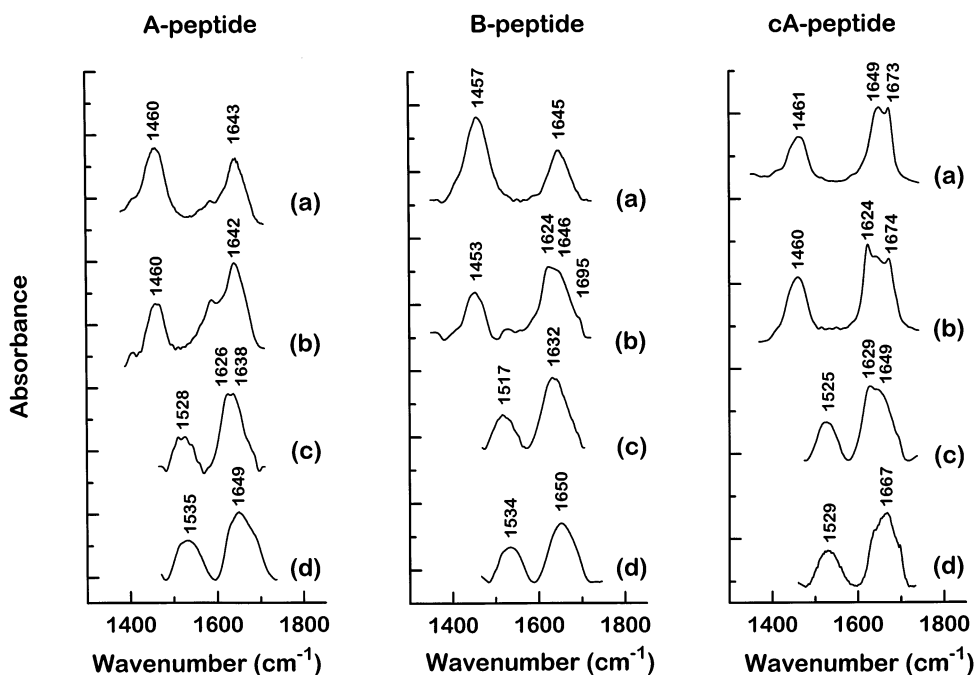 A-peptide
B-peptide
cA-peptide
Absorbance
1460
1643
(a)
1460
1642
(b)
1528
1626
1638
(c)
1535
1649
(d)
1400 1600 1800
Wavenumber (cm-1)
1457
1645
(a)
1453
1624
1646
1695
(b)
1517
1632
(c)
1534
1650
(d)
1400 1600 1800
Wavenumber (cm-1)
1461
1649
1673
(a)
1460
1624
1674
(b)
1525
1629
1649
(c)
1529
1667
(d)
1400 1600 1800
Wavenumber (cm-1)